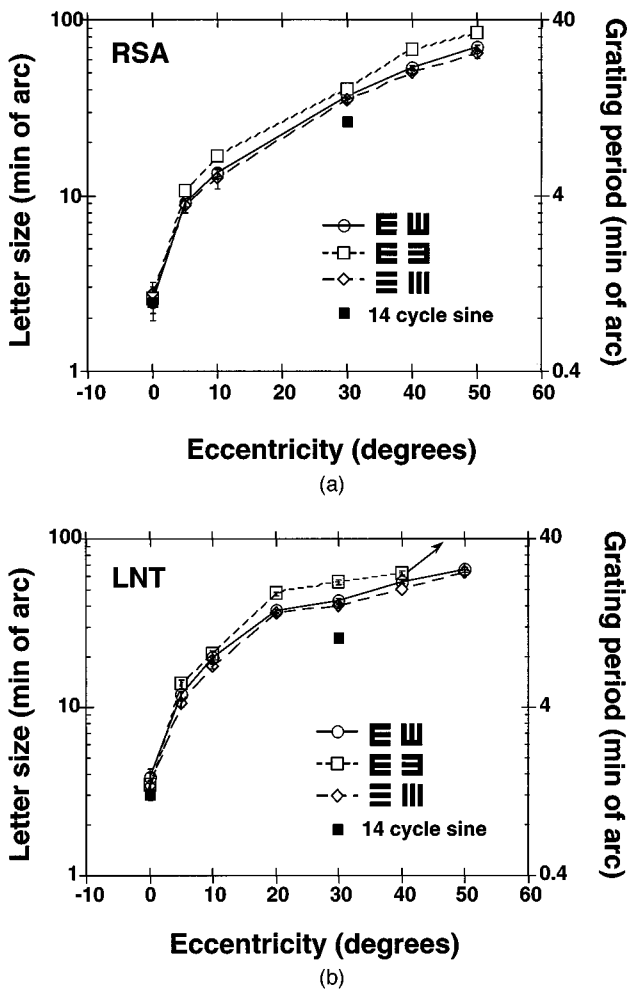 RSA
100
10
1
40
4
0.4
Letter size (min of arc)
Grating period (min of arc)
14 cycle sine
-10 0 10 20 30 40 50 60
Eccentricity (degrees)
(a)
LNT
100
10
1
40
4
0.4
Letter size (min of arc)
Grating period (min of arc)
14 cycle sine
-10 0 10 20 30 40 50 60
Eccentricity (degrees)
(b)